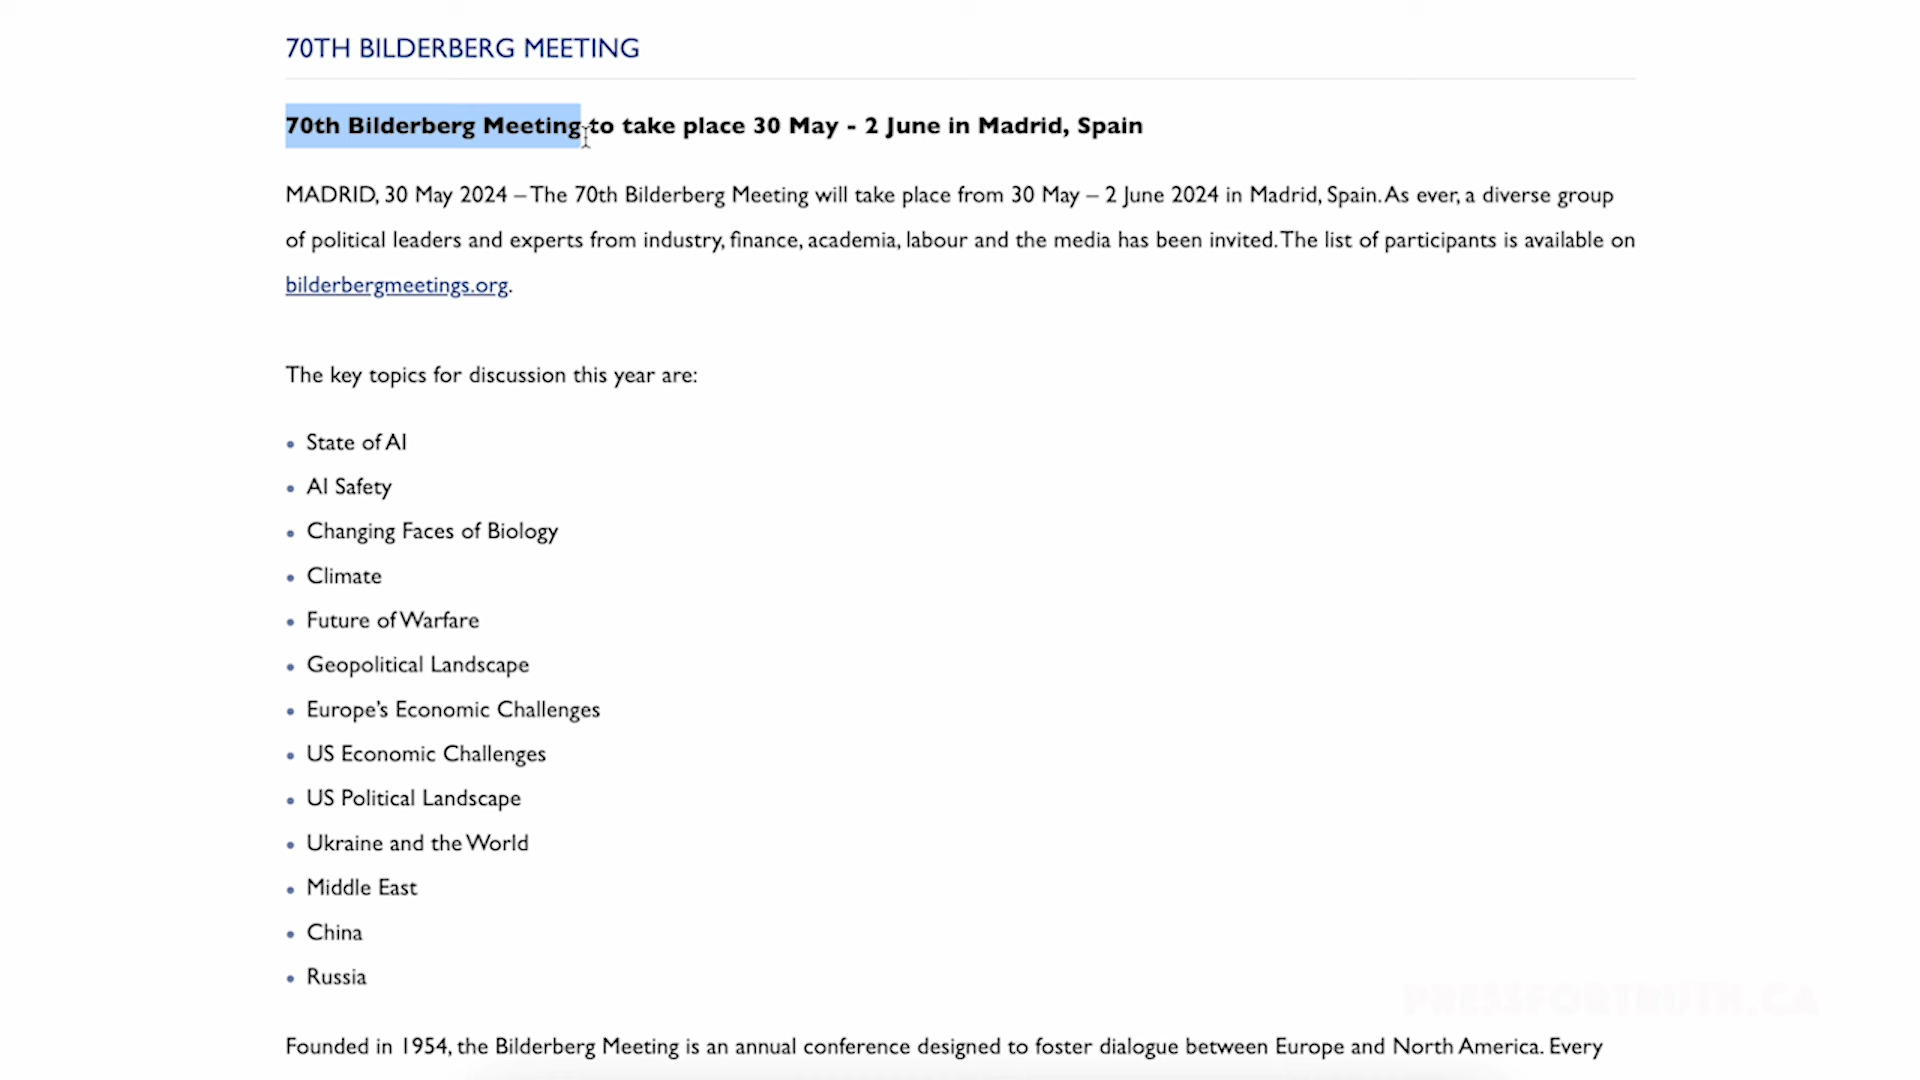 70TH BILDERBERG MEETING
70th Bilderberg Meeting to take place 30 May - 2 June in Madrid, Spain
MADRID, 30 May 2024 – The 70th Bilderberg Meeting will take place from 30 May – 2 June 2024 in Madrid, Spain. As ever, a diverse group
of political leaders and experts from industry, finance, academia, labour and the media has been invited. The list of participants is available on
bilderbergmeetings.org.
The key topics for discussion this year are:
• State of AI
• AI Safety
• Changing Faces of Biology
• Climate
• Future of Warfare
• Geopolitical Landscape
• Europe’s Economic Challenges
• US Economic Challenges
• US Political Landscape
• Ukraine and the World
• Middle East
• China
• Russia
PRESSFORTRUTH.CA
Founded in 1954, the Bilderberg Meeting is an annual conference designed to foster dialogue between Europe and North America. Every